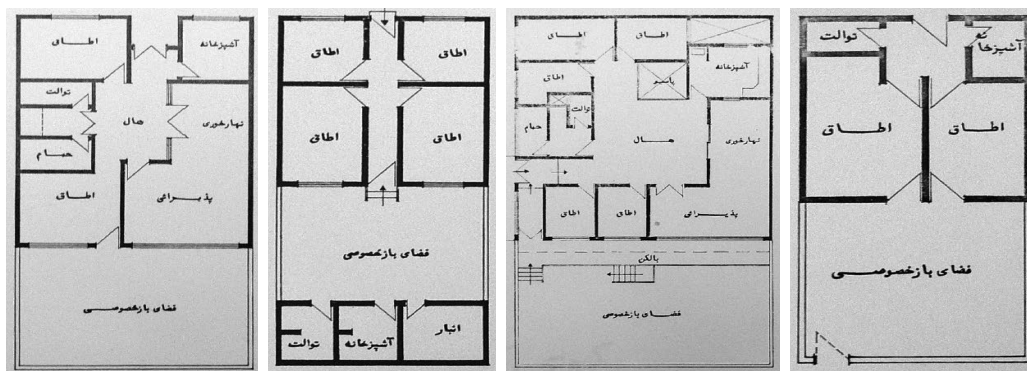 اطاق
آشپزخانه
توالت
هال
نهارخوری
حمام
اطاق
پذیرائی
فضای بازخصوصی
اطاق
اطاق
اطاق
اطاق
فضای بازخصوصی
توالت
آشپزخانه
انبار
اطاق
اطاق
اطاق
پاسیو
آشپزخانه
توالت
حمام
هال
نهارخوری
اطاق
اطاق
پذیرائی
بالکن
فضای بازخصوصی
توالت
آشپزخانه
اطاق
اطاق
فضای بازخصوصی